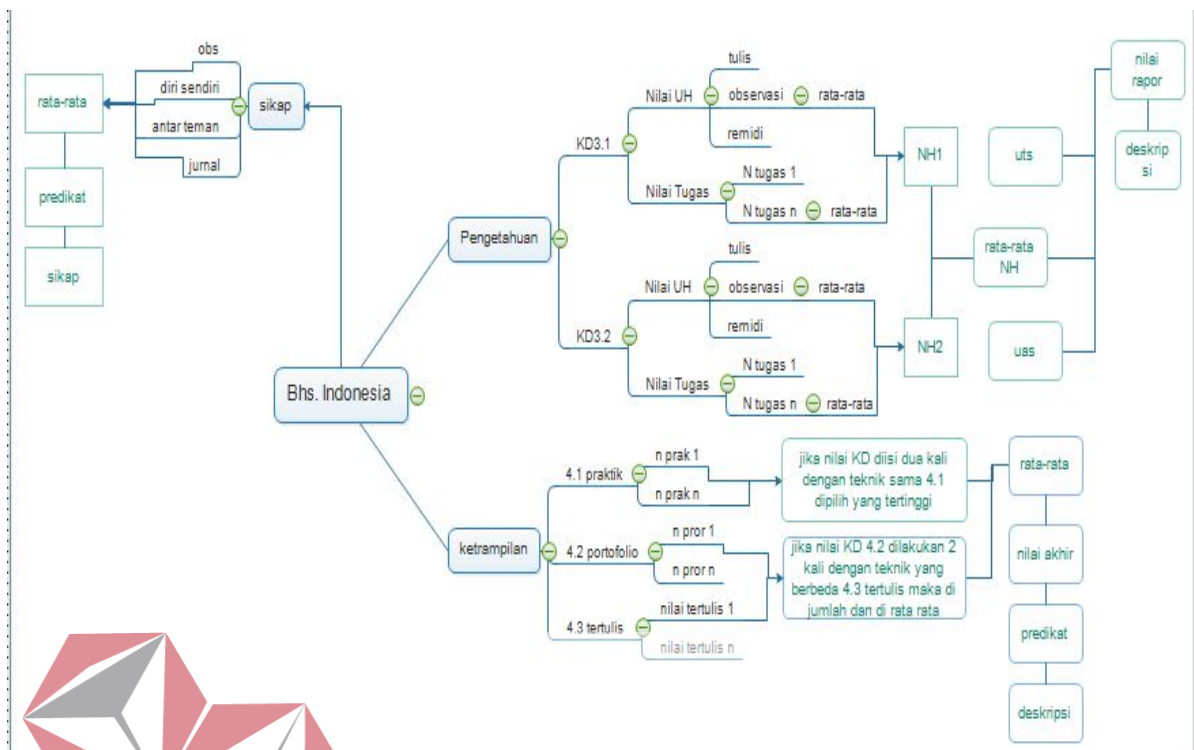 obs
diri sendiri
antar teman
jurnal
sikap
rata-rata
predikat
sikap
Bhs. Indonesia
Pengetahuan
KD3.1
Nilai UH
tulis
observasi
rata-rata
remidi
Nilai Tugas
N tugas 1
N tugas n
rata-rata
KD3.2
Nilai UH
tulis
observasi
rata-rata
remidi
Nilai Tugas
N tugas 1
N tugas n
rata-rata
NH1
NH2
uts
rata-rata
NH
uas
nilai
rapor
deskrip
si
ketrampilan
4.1 praktik
n prak 1
n prak n
4.2 portofolio
n pror 1
n pror n
4.3 tertulis
nilai tertulis 1
nilai tertulis n
jika nilai KD diisi dua kali
dengan teknik sama 4.1
dipilih yang tertinggi
jika nilai KD 4.2 dilakukan 2
kali dengan teknik yang
berbeda 4.3 tertulis maka di
jumlah dan di rata rata
rata-rata
nilai akhir
predikat
deskripsi